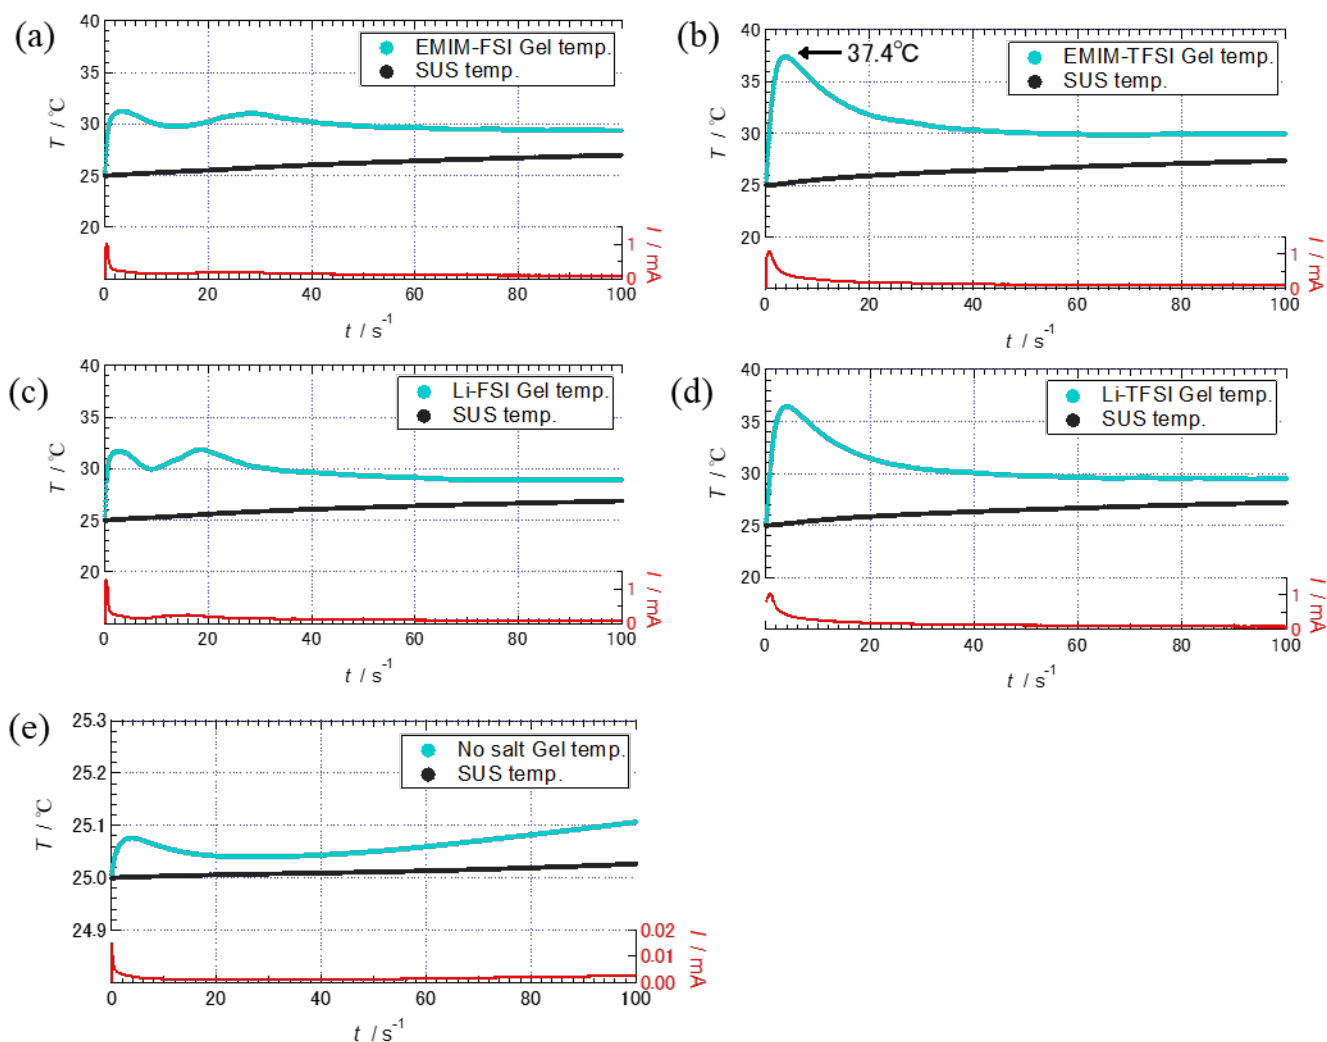 (a)
40
35
30
25
20
T / °C
EMIM-FSI Gel temp.
SUS temp.
1
0
I / mA
0 20 40 60 80 100
t / s⁻¹
(b)
40
35
30
25
20
T / °C
37.4°C
EMIM-TFSI Gel temp.
SUS temp.
1
0
I / mA
0 20 40 60 80 100
t / s⁻¹
(c)
40
35
30
25
20
T / °C
Li-FSI Gel temp.
SUS temp.
1
0
I / mA
0 20 40 60 80 100
t / s⁻¹
(d)
40
35
30
25
20
T / °C
Li-TFSI Gel temp.
SUS temp.
1
0
I / mA
0 20 40 60 80 100
t / s⁻¹
(e)
25.3
25.2
25.1
25.0
24.9
T / °C
No salt Gel temp.
SUS temp.
0.02
0.01
0.00
I / mA
0 20 40 60 80 100
t / s⁻¹